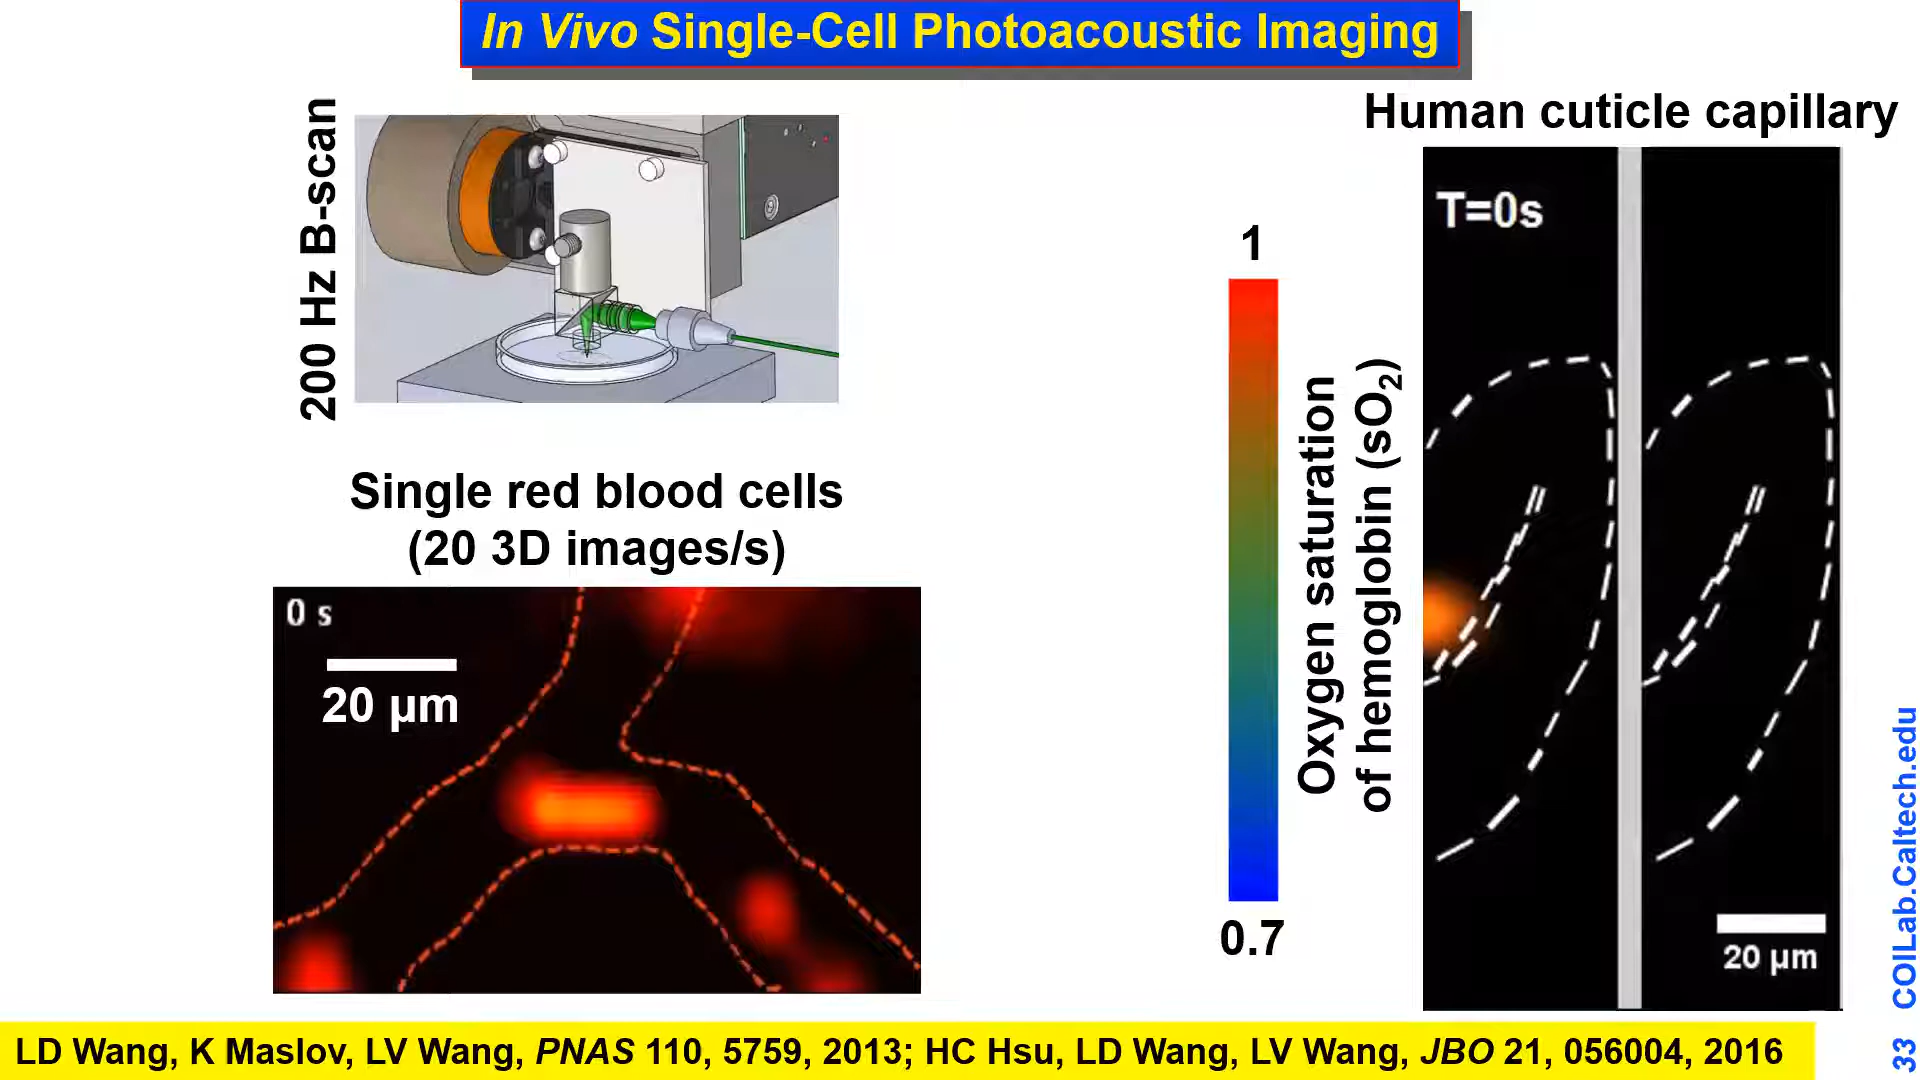 In Vivo Single-Cell Photoacoustic Imaging
200 Hz B-scan
Single red blood cells
(20 3D images/s)
0 s
20 µm
1
0.7
Oxygen saturation
of hemoglobin (sO₂)
Human cuticle capillary
T=0s
20 µm
LD Wang, K Maslov, LV Wang, PNAS 110, 5759, 2013; HC Hsu, LD Wang, LV Wang, JBO 21, 056004, 2016
33 COILab.Caltech.edu